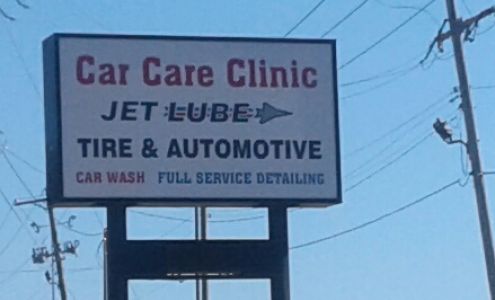 Car Care Clinic
JET LUBE
TIRE & AUTOMOTIVE
CAR WASH FULL SERVICE DETAILING